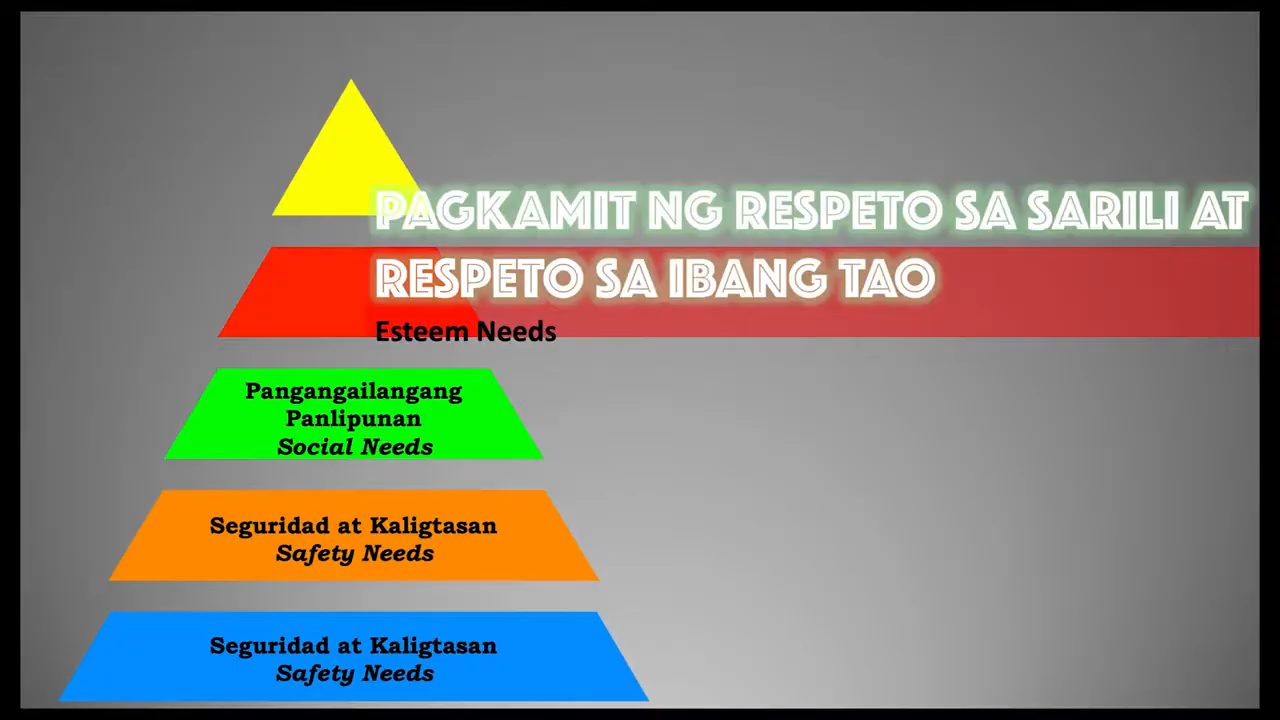 PAGKAMIT NG RESPETO SA SARILI AT
RESPETO SA IBANG TAO
Esteem Needs
Pangangailangang
Panlipunan
Social Needs
Seguridad at Kaligtasan
Safety Needs
Seguridad at Kaligtasan
Safety Needs